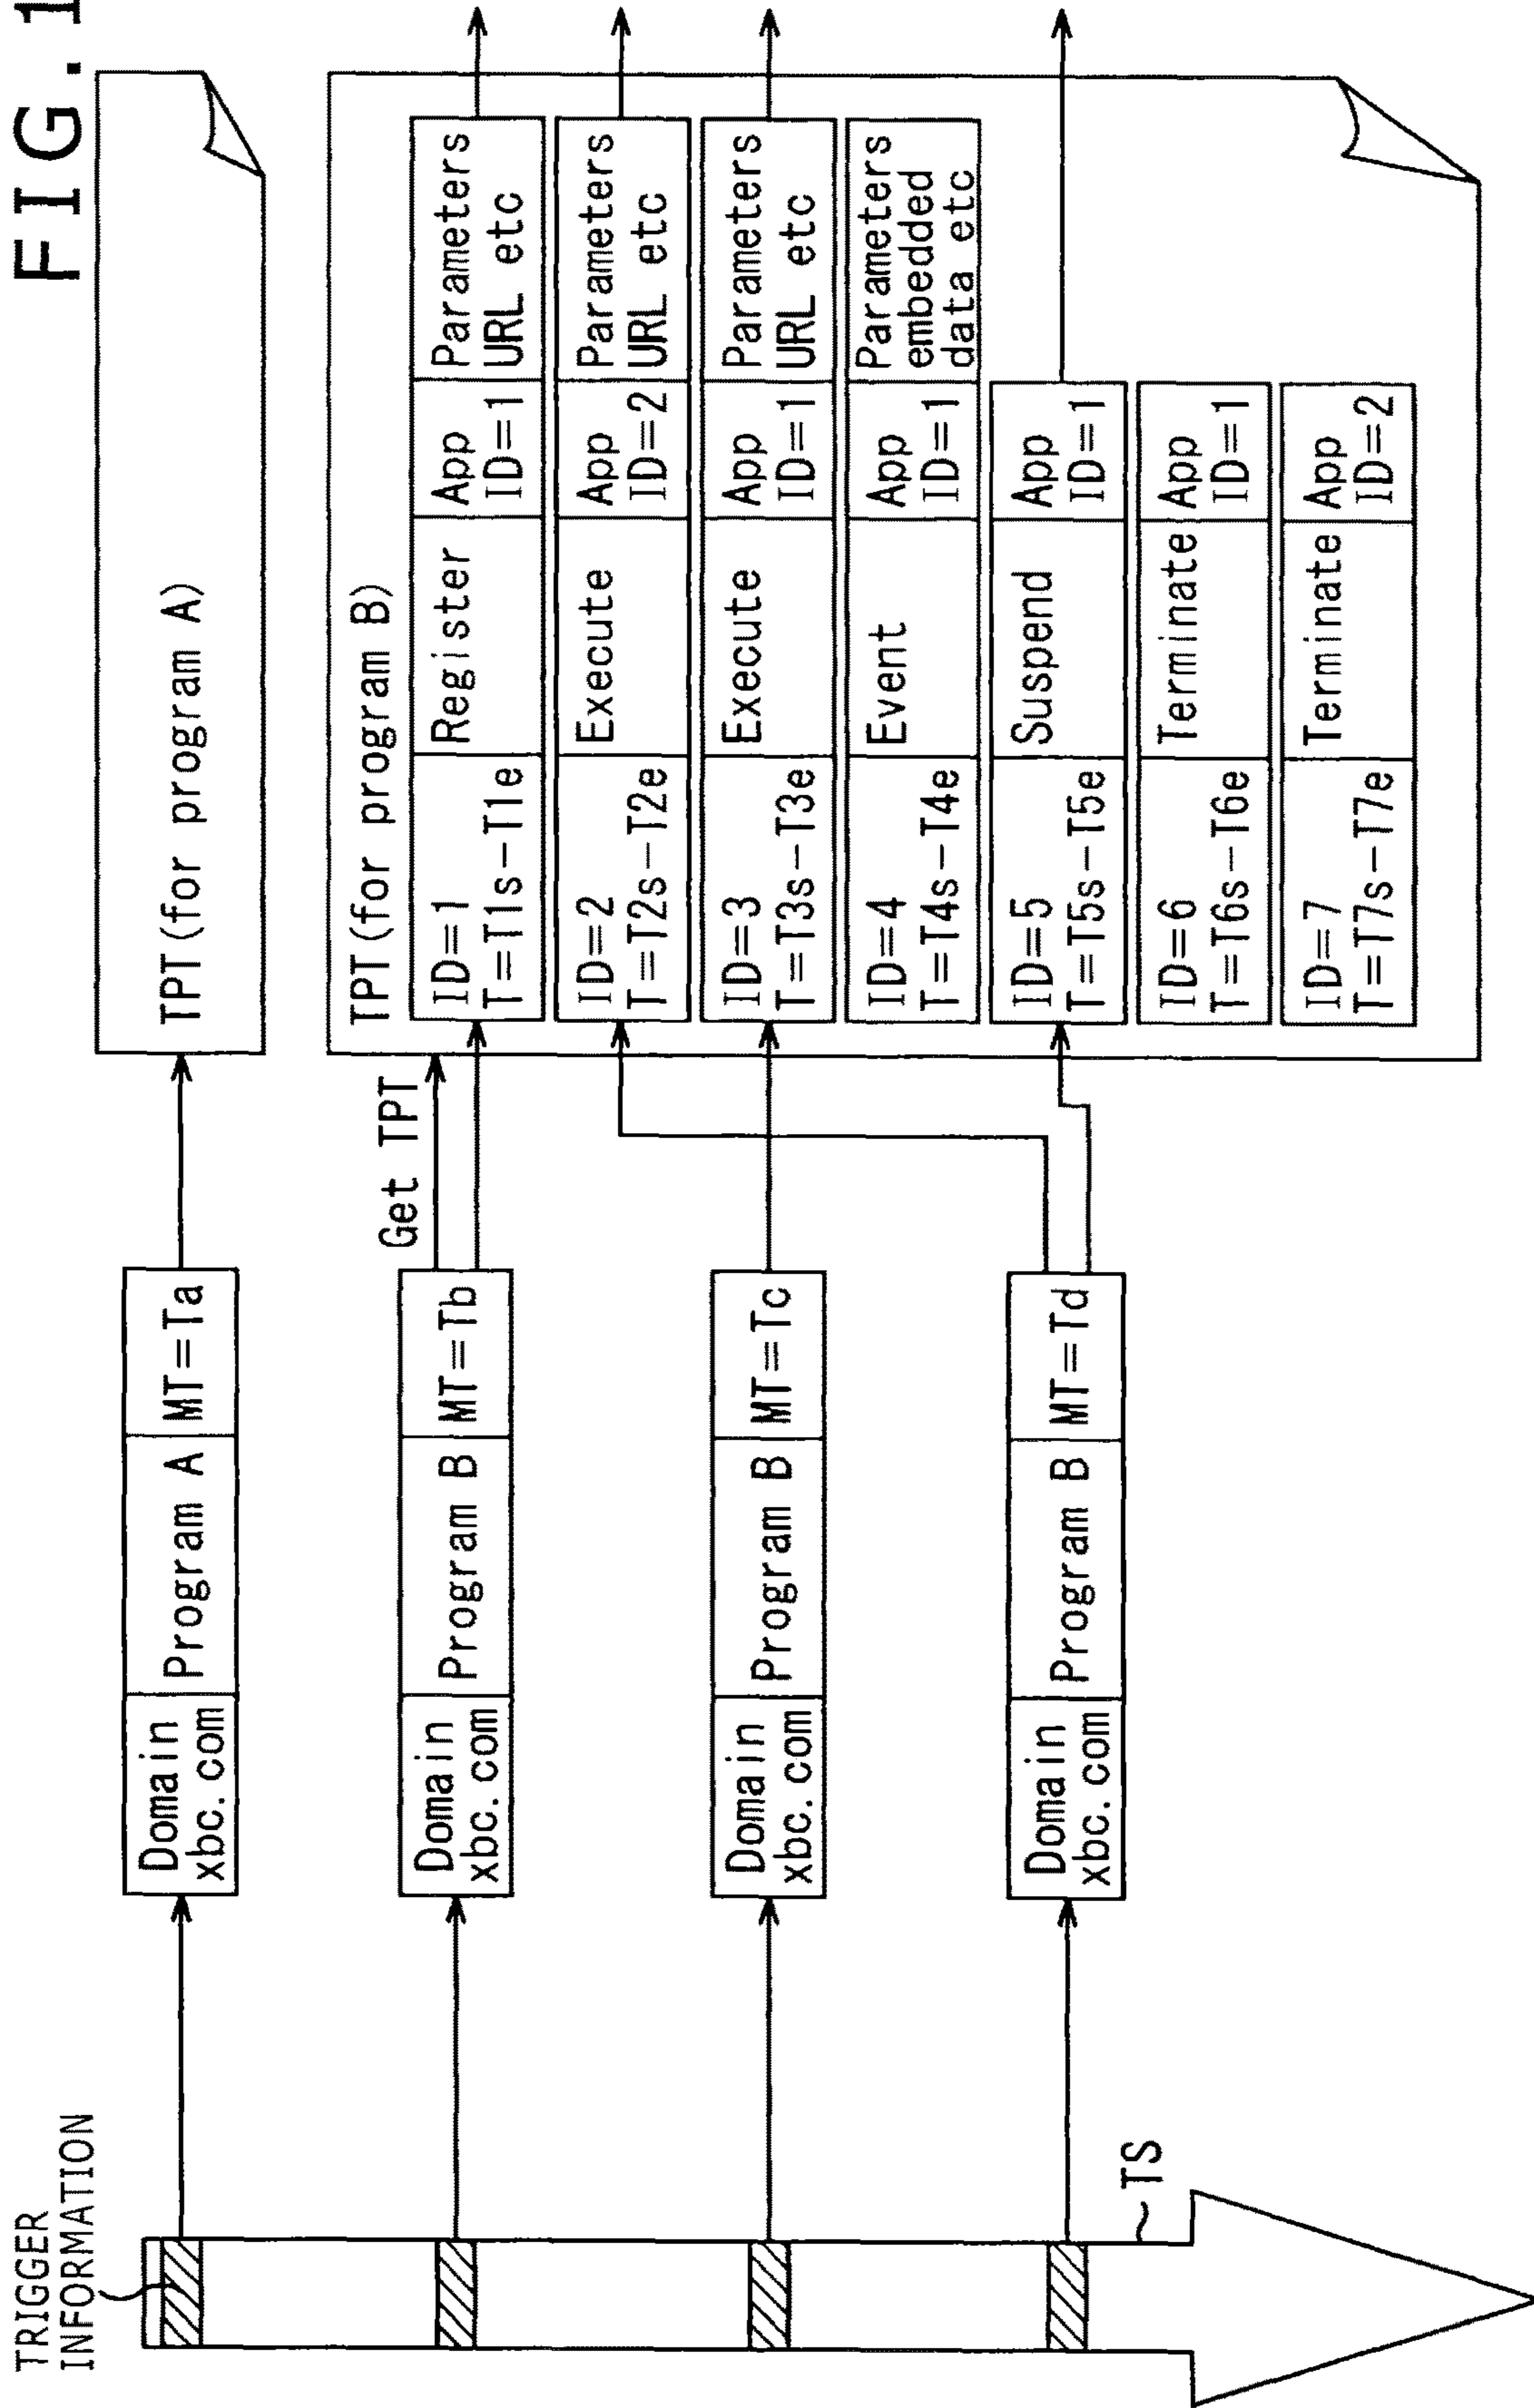 FIG. 1
TRIGGER
INFORMATION
Domain
xbc.com
Program A
MT=Ta
TPT(for program A)
Domain
xbc.com
Program B
MT=Tb
Get TPT
TPT(for program B)
ID=1
T=T1s-T1e
Register
App
ID=1
Parameters
URL etc
ID=2
T=T2s-T2e
Execute
App
ID=2
Parameters
URL etc
Domain
xbc.com
Program B
MT=Tc
ID=3
T=T3s-T3e
Execute
App
ID=1
Parameters
URL etc
ID=4
T=T4s-T4e
Event
App
ID=1
Parameters
embedded
data etc
Domain
xbc.com
Program B
MT=Td
ID=5
T=T5s-T5e
Suspend
App
ID=1
TS
ID=6
T=T6s-T6e
Terminate
App
ID=1
ID=7
T=T7s-T7e
Terminate
App
ID=2